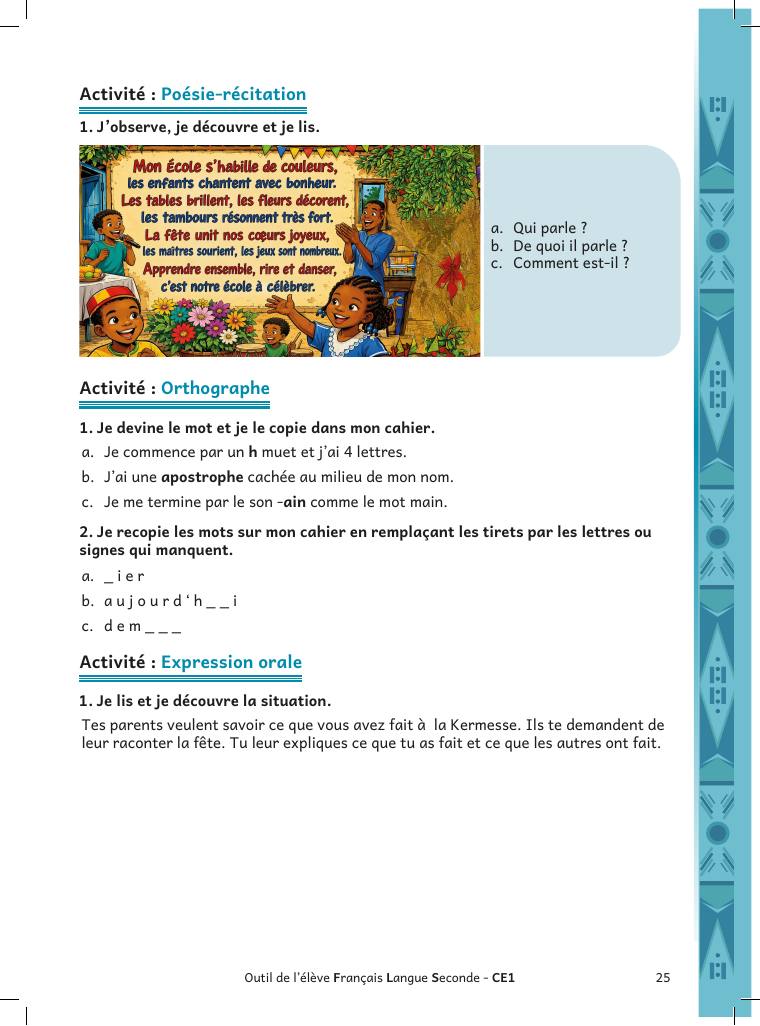 Activité : Poésie-récitation
1. J’observe, je découvre et je lis.
Mon École s’habille de couleurs,
les enfants chantent avec bonheur.
Les tables brillent, les fleurs décorent,
les tambours résonnent très fort.
La fête unit nos cœurs joyeux,
les maîtres sourient, les jeux sont nombreux.
Apprendre ensemble, rire et danser,
c’est notre école à célèbrer.
a. Qui parle ?
b. De quoi il parle ?
c. Comment est-il ?
Activité : Orthographe
1. Je devine le mot et je le copie dans mon cahier.
a. Je commence par un h muet et j’ai 4 lettres.
b. J’ai une apostrophe cachée au milieu de mon nom.
c. Je me termine par le son -ain comme le mot main.
2. Je recopie les mots sur mon cahier en remplaçant les tirets par les lettres ou
signes qui manquent.
a. _ i e r
b. a u j o u r d ‘ h _ _ i
c. d e m _ _ _
Activité : Expression orale
1. Je lis et je découvre la situation.
Tes parents veulent savoir ce que vous avez fait à la Kermesse. Ils te demandent de
leur raconter la fête. Tu leur expliques ce que tu as fait et ce que les autres ont fait.
Outil de l’élève Français Langue Seconde - CE1
25